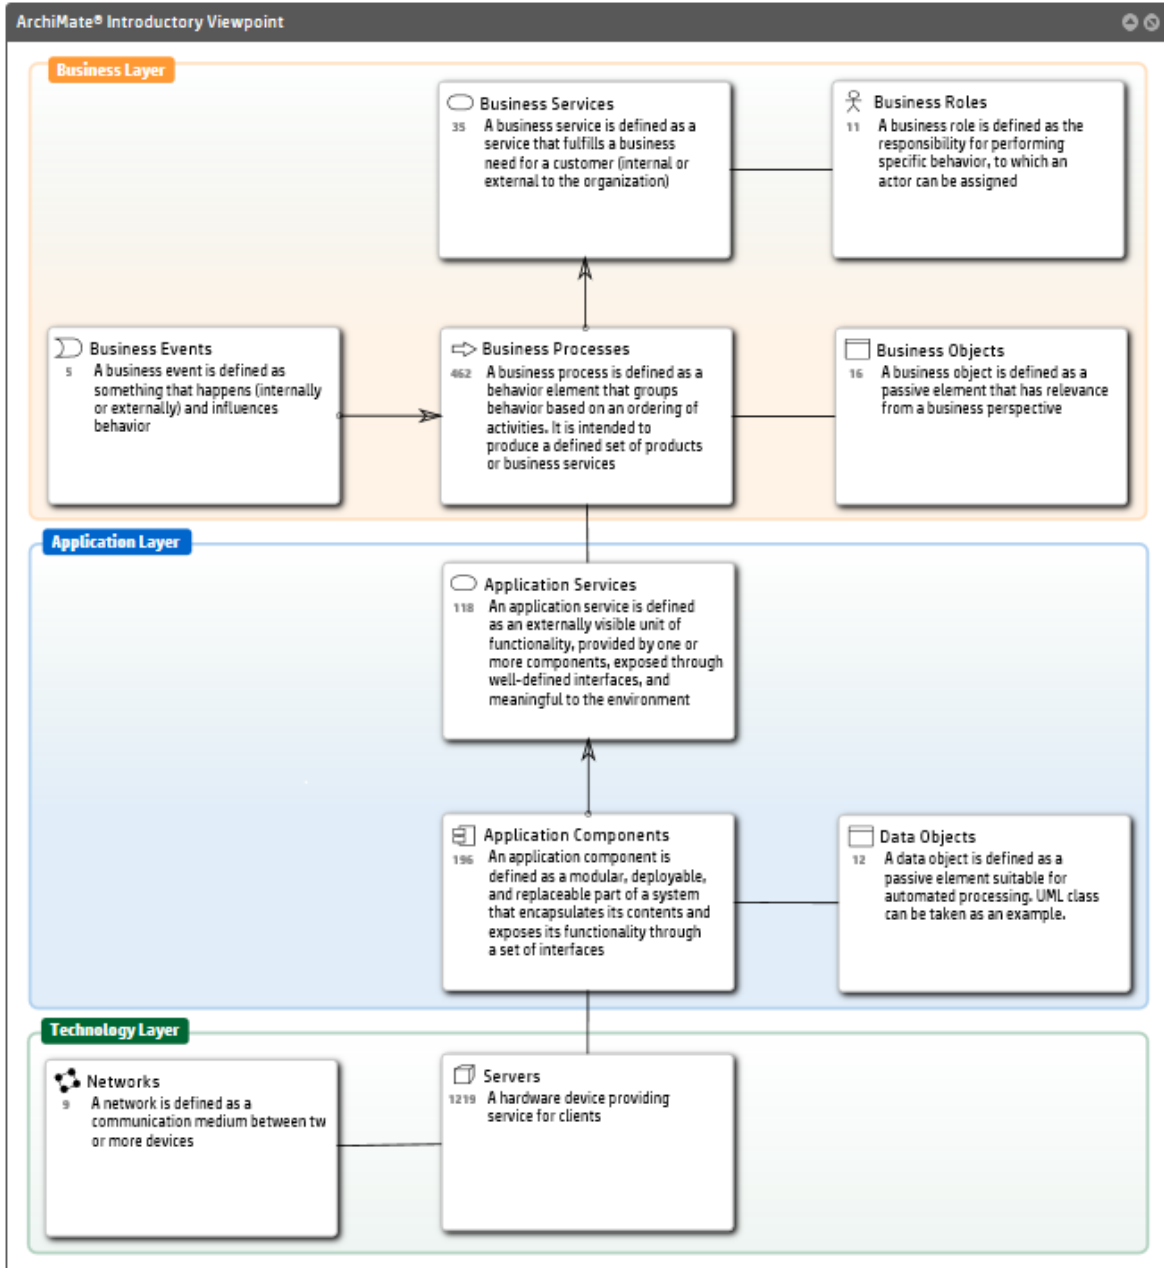 ArchiMate® Introductory Viewpoint
Business Layer
Business Services
35 A business service is defined as a
service that fulfills a business
need for a customer (internal or
external to the organization)
Business Roles
11 A business role is defined as the
responsibility for performing
specific behavior, to which an
actor can be assigned
Business Events
5 A business event is defined as
something that happens (internally
or externally) and influences
behavior
Business Processes
462 A business process is defined as a
behavior element that groups
behavior based on an ordering of
activities. It is intended to
produce a defined set of products
or business services
Business Objects
16 A business object is defined as a
passive element that has relevance
from a business perspective
Application Layer
Application Services
118 An application service is defined
as an externally visible unit of
functionality, provided by one or
more components, exposed through
well-defined interfaces, and
meaningful to the environment
Application Components
196 An application component is
defined as a modular, deployable,
and replaceable part of a system
that encapsulates its contents and
exposes its functionality through
a set of interfaces
Data Objects
12 A data object is defined as a
passive element suitable for
automated processing. UML class
can be taken as an example.
Technology Layer
Networks
9 A network is defined as a
communication medium between tw
or more devices
Servers
1219 A hardware device providing
service for clients